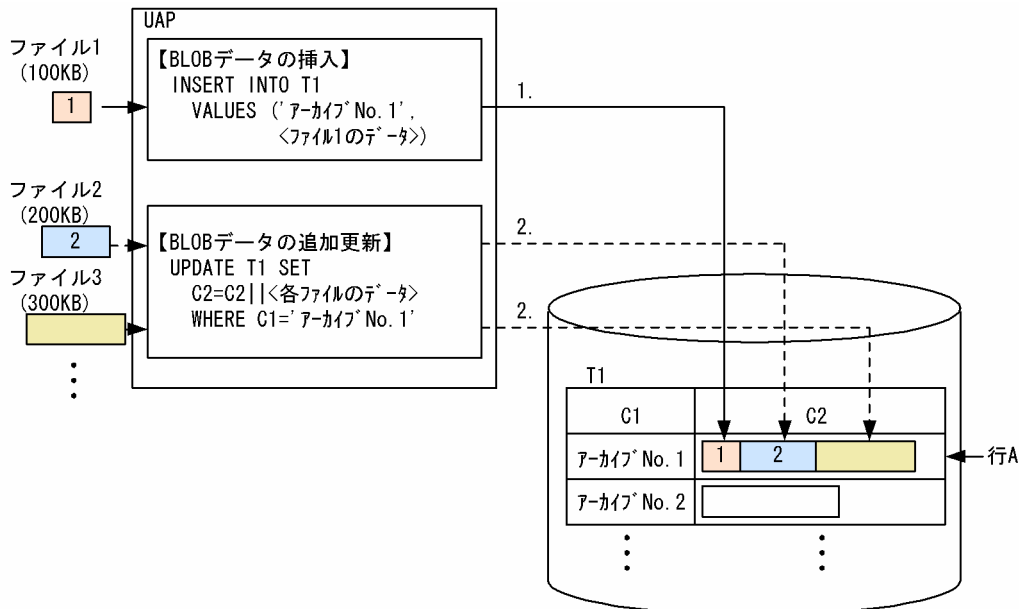 UAP
ファイル1
(100KB)
1
【BLOBデータの挿入】
INSERT INTO T1
VALUES ('ｱｰｶｲﾌﾞNo.1',
<ﾌｧｲﾙ1のﾃﾞｰﾀ>)
1.
ファイル2
(200KB)
2
【BLOBデータの追加更新】
UPDATE T1 SET
C2=C2||<各ﾌｧｲﾙのﾃﾞｰﾀ>
WHERE C1='ｱｰｶｲﾌﾞNo.1'
2.
ファイル3
(300KB)
2.
T1
C1 C2
ｱｰｶｲﾌﾞNo.1 1 2
行A
ｱｰｶｲﾌﾞNo.2